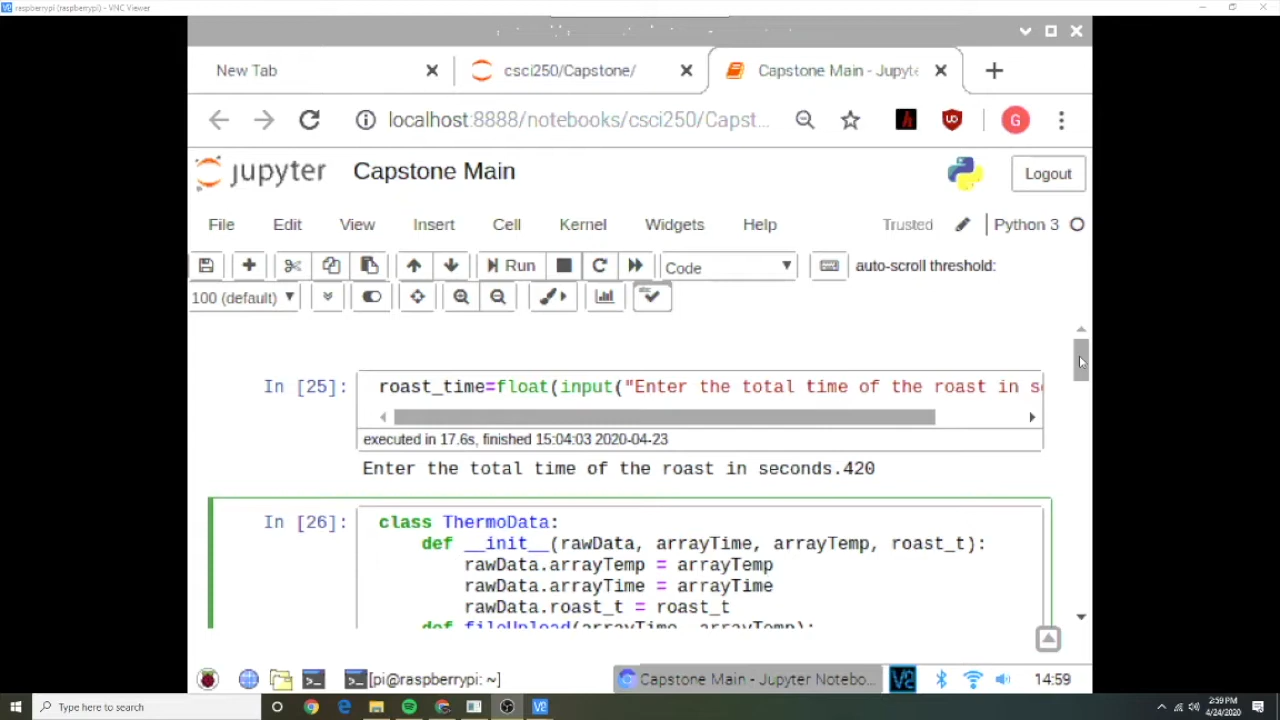 raspberrypi (raspberrypi) - VNC Viewer
New Tab
csci250/Capstone/
Capstone Main - Jupyte
localhost:8888/notebooks/csci250/Capst...
G
jupyter
Capstone Main
Logout
File Edit View Insert Cell Kernel Widgets Help
Trusted
Python 3
Run
Code
auto-scroll threshold:
100 (default)
In [25]: roast_time=float(input("Enter the total time of the roast in se
executed in 17.6s, finished 15:04:03 2020-04-23
Enter the total time of the roast in seconds.420
In [26]: class ThermoData:
def __init__(rawData, arrayTime, arrayTemp, roast_t):
rawData.arrayTemp = arrayTemp
rawData.arrayTime = arrayTime
rawData.roast_t = roast_t
def fileUpload(arrayTime, arrayTemp):
[pi@raspberrypi: ~]
Capstone Main - Jupyter Notebo...
14:59
Type here to search
2:59 PM
4/24/2020